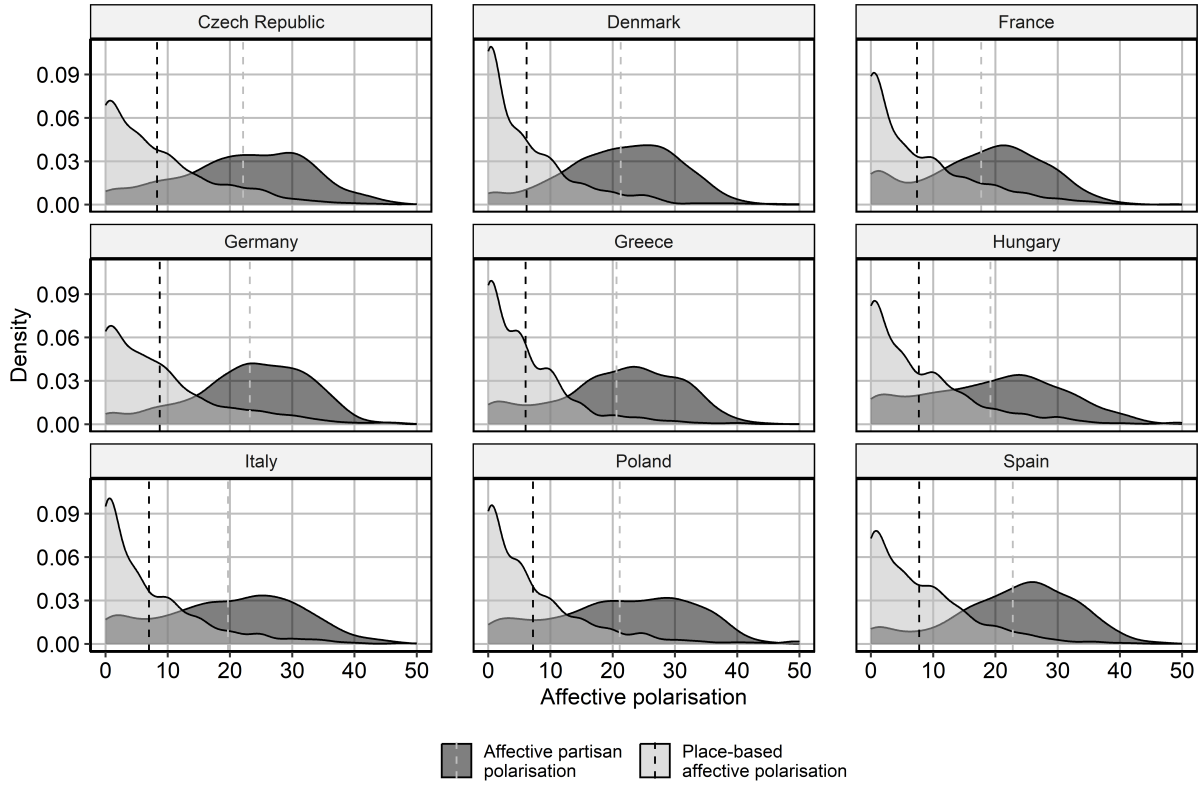 Czech Republic
Denmark
France
0.09
0.06
0.03
0.00
Germany
Greece
Hungary
0.09
0.06
0.03
0.00
Italy
Poland
Spain
0.09
0.06
0.03
0.00
0 10 20 30 40 50
0 10 20 30 40 50
0 10 20 30 40 50
Density
Affective polarisation
Affective partisan
polarisation
Place-based
affective polarisation